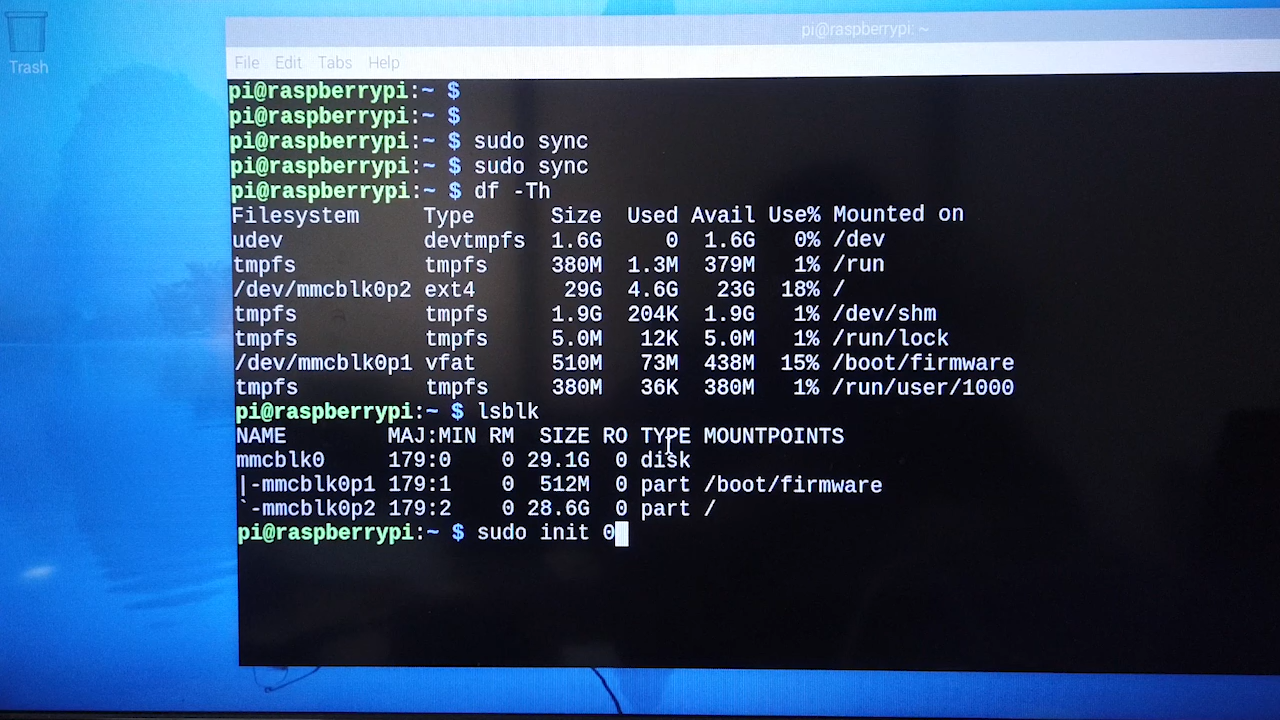 Trash
pi@raspberrypi: ~
File Edit Tabs Help
pi@raspberrypi:~ $
pi@raspberrypi:~ $
pi@raspberrypi:~ $ sudo sync
pi@raspberrypi:~ $ sudo sync
pi@raspberrypi:~ $ df -Th
Filesystem     Type      Size  Used Avail Use% Mounted on
udev           devtmpfs  1.6G     0  1.6G   0% /dev
tmpfs          tmpfs     380M  1.3M  379M   1% /run
/dev/mmcblk0p2 ext4       29G  4.6G   23G  18% /
tmpfs          tmpfs     1.9G  204K  1.9G   1% /dev/shm
tmpfs          tmpfs     5.0M   12K  5.0M   1% /run/lock
/dev/mmcblk0p1 vfat      510M   73M  438M  15% /boot/firmware
tmpfs          tmpfs     380M   36K  380M   1% /run/user/1000
pi@raspberrypi:~ $ lsblk
NAME        MAJ:MIN RM  SIZE RO TYPE MOUNTPOINTS
mmcblk0     179:0    0 29.1G  0 disk
|-mmcblk0p1 179:1    0  512M  0 part /boot/firmware
`-mmcblk0p2 179:2    0 28.6G  0 part /
pi@raspberrypi:~ $ sudo init 0